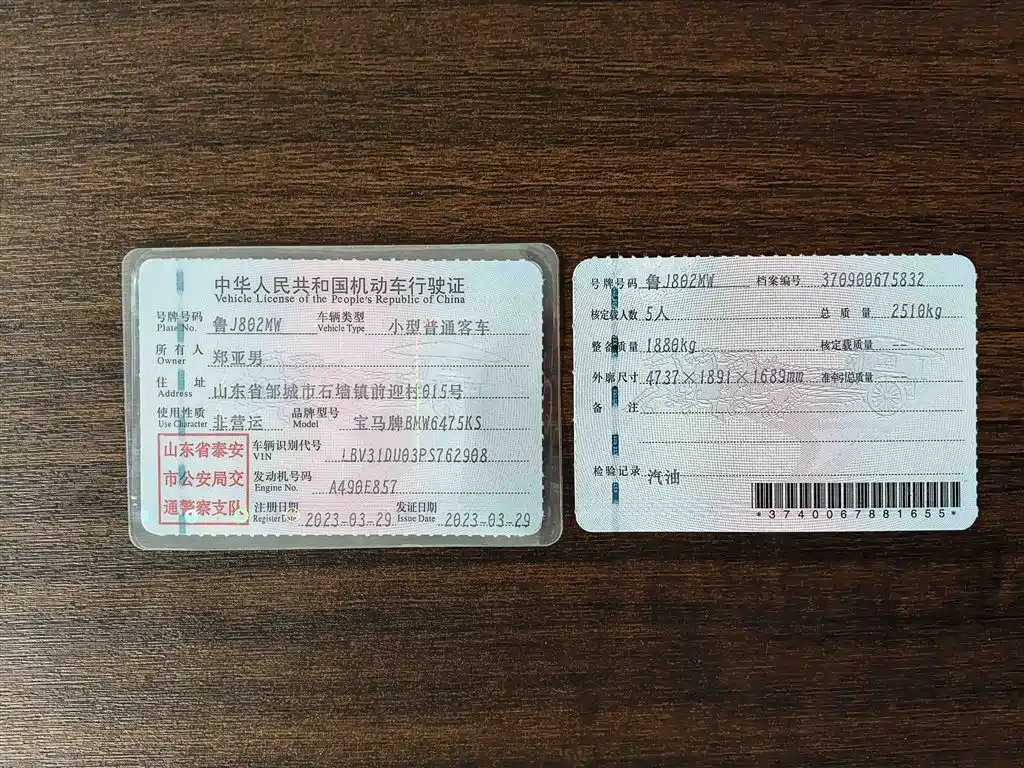 中华人民共和国机动车行驶证
Vehicle License of the People's Republic of China
号牌号码 Plate No. 鲁J802MW 车辆类型 Vehicle Type 小型普通客车
所有人 Owner 郑亚男
住址 Address 山东省邹城市石墙镇前迎村015号
使用性质 Use Character 非营运 品牌型号 Model 宝马牌BMW6475KS
山东省泰安
市公安局交
通警察支队
车辆识别代号 VIN LBV31DU03PS762908
发动机号码 Engine No. A490E857
注册日期 Register Date 2023-03-29 发证日期 Issue Date 2023-03-29
号牌号码 鲁J802MW 档案编号 370900675832
核定载人数 5人 总质量 2510kg
整备质量 1880kg 核定载质量 --
外廓尺寸 4737×1891×1689mm 准牵引总质量
备注
检验记录 汽油
*3740067881655*